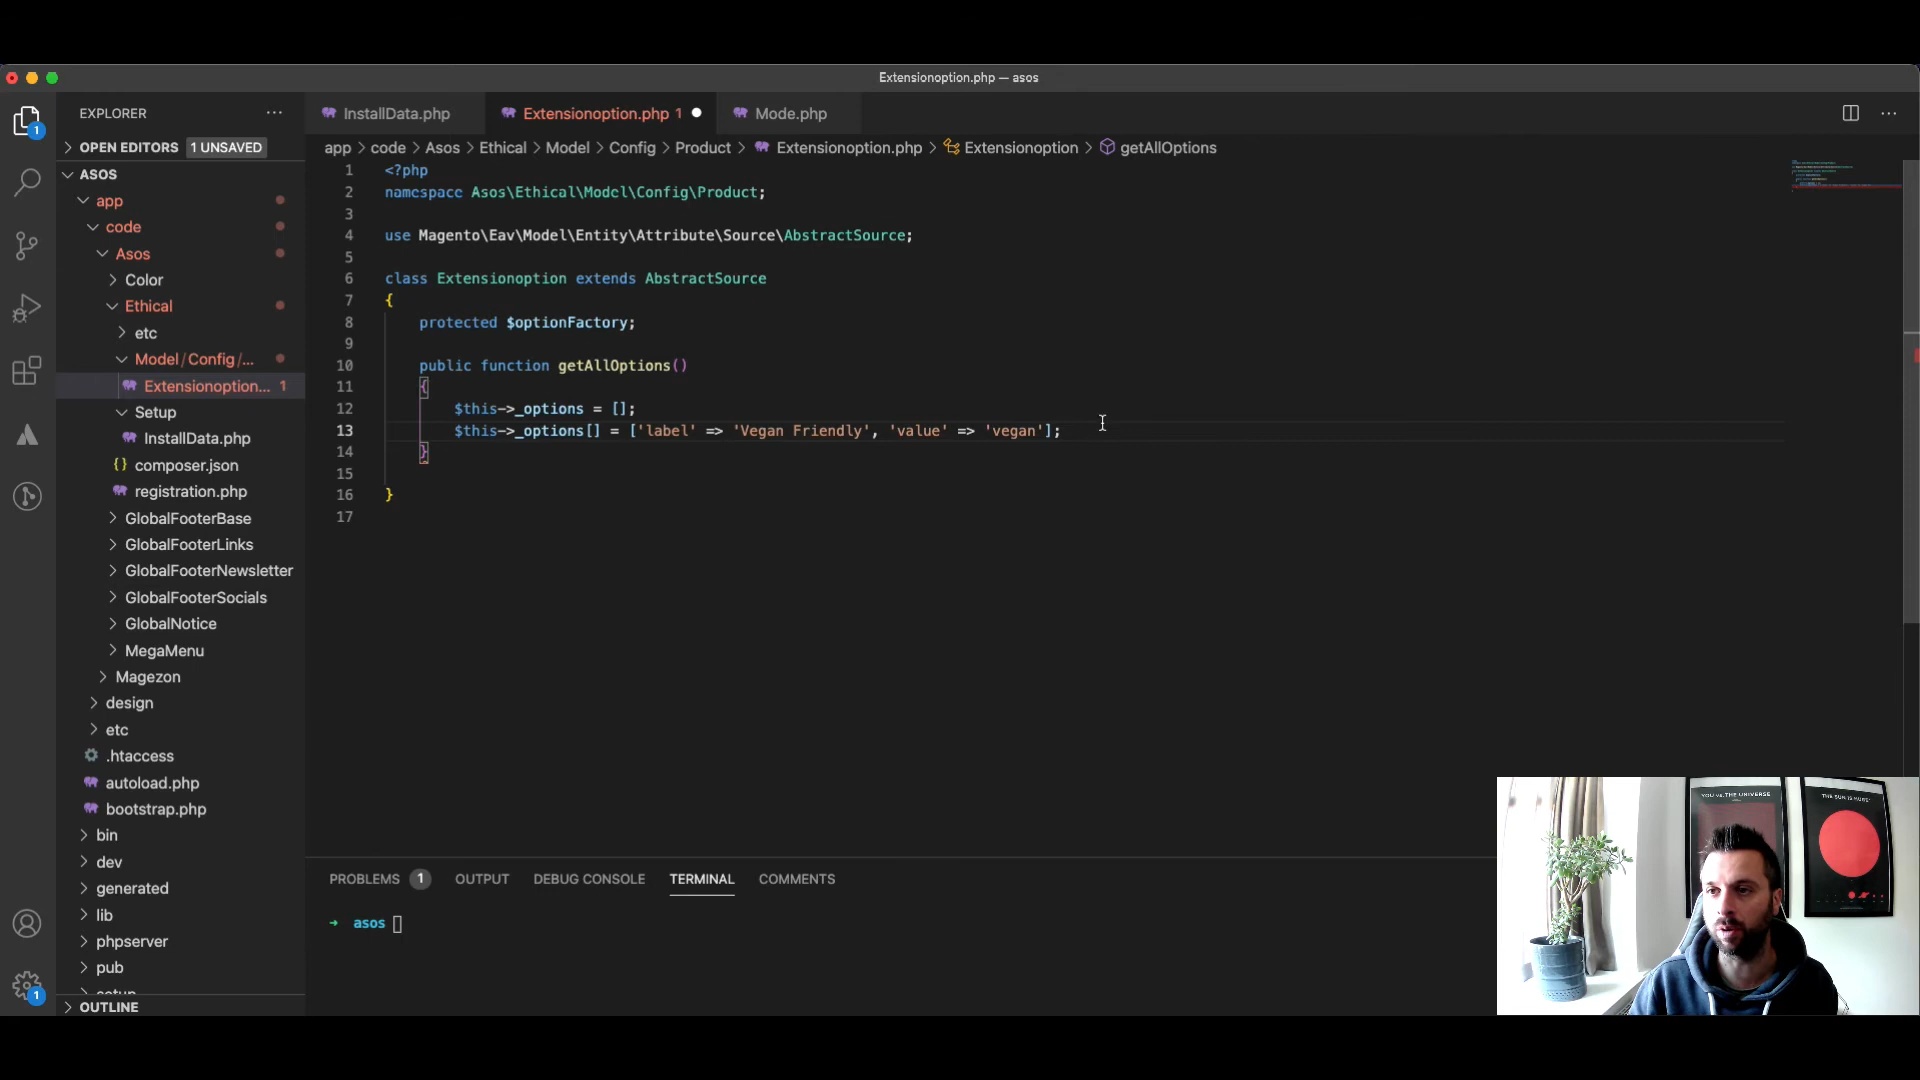 Extensionoption.php — asos
EXPLORER
InstallData.php
Extensionoption.php 1
Mode.php
OPEN EDITORS 1 UNSAVED
app > code > Asos > Ethical > Model > Config > Product > Extensionoption.php > Extensionoption > getAllOptions
ASOS
app
code
Asos
Color
Ethical
etc
Model / Config / ...
Extensionoption... 1
Setup
InstallData.php
composer.json
registration.php
GlobalFooterBase
GlobalFooterLinks
GlobalFooterNewsletter
GlobalFooterSocials
GlobalNotice
MegaMenu
Magezon
design
etc
.htaccess
autoload.php
bootstrap.php
bin
dev
generated
lib
phpserver
pub
setup
OUTLINE
1 <?php
2 namespace Asos\Ethical\Model\Config\Product;
3
4 use Magento\Eav\Model\Entity\Attribute\Source\AbstractSource;
5
6 class Extensionoption extends AbstractSource
7 {
8 protected $optionFactory;
9
10 public function getAllOptions()
11 {
12 $this->_options = [];
13 $this->_options[] = ['label' => 'Vegan Friendly', 'value' => 'vegan'];
14 }
15
16 }
17
PROBLEMS 1 OUTPUT DEBUG CONSOLE TERMINAL COMMENTS
→ asos
1
1
YOU VS. THE UNIVERSE
THE SUN IS HUGE!